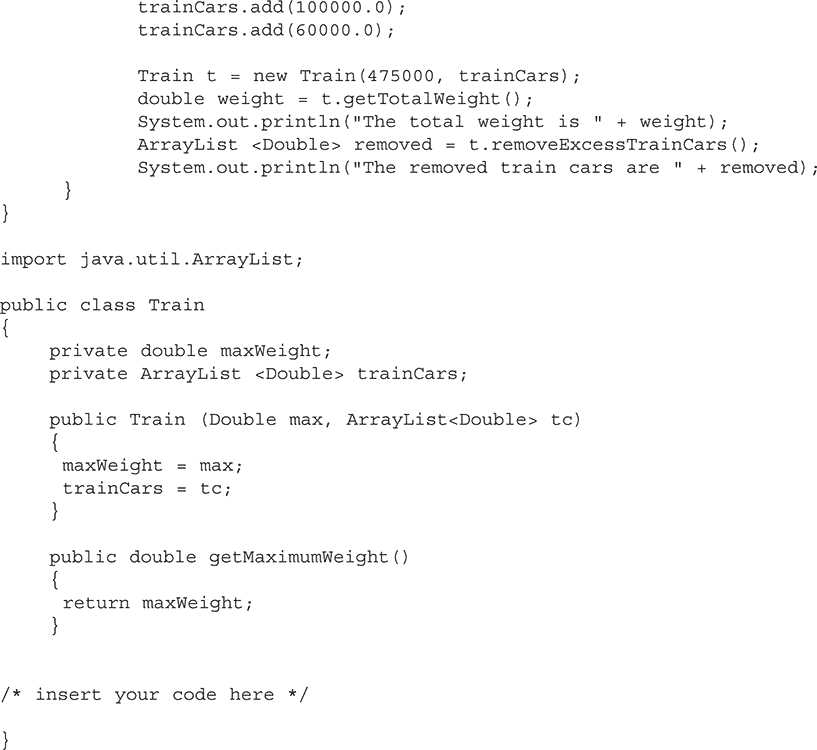 trainCars.add(100000.0);
            trainCars.add(60000.0);

            Train t = new Train(475000, trainCars);
            double weight = t.getTotalWeight();
            System.out.println("The total weight is " + weight);
            ArrayList <Double> removed = t.removeExcessTrainCars();
            System.out.println("The removed train cars are " + removed);
      }
}

import java.util.ArrayList;

public class Train
{
    private double maxWeight;
    private ArrayList <Double> trainCars;

    public Train (Double max, ArrayList<Double> tc)
    {
     maxWeight = max;
     trainCars = tc;
    }

    public double getMaximumWeight()
    {
     return maxWeight;
    }

/* insert your code here */

}